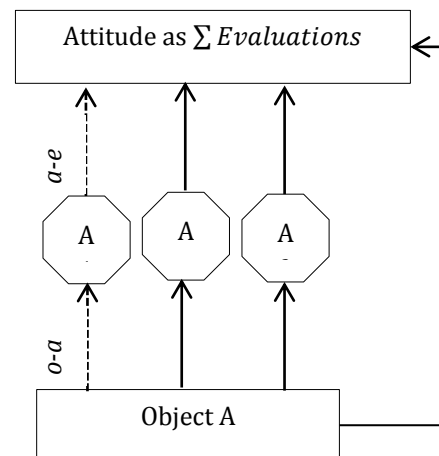 Attitude as ∑ Evaluations
a-e
A
A
A
o-a
Object A